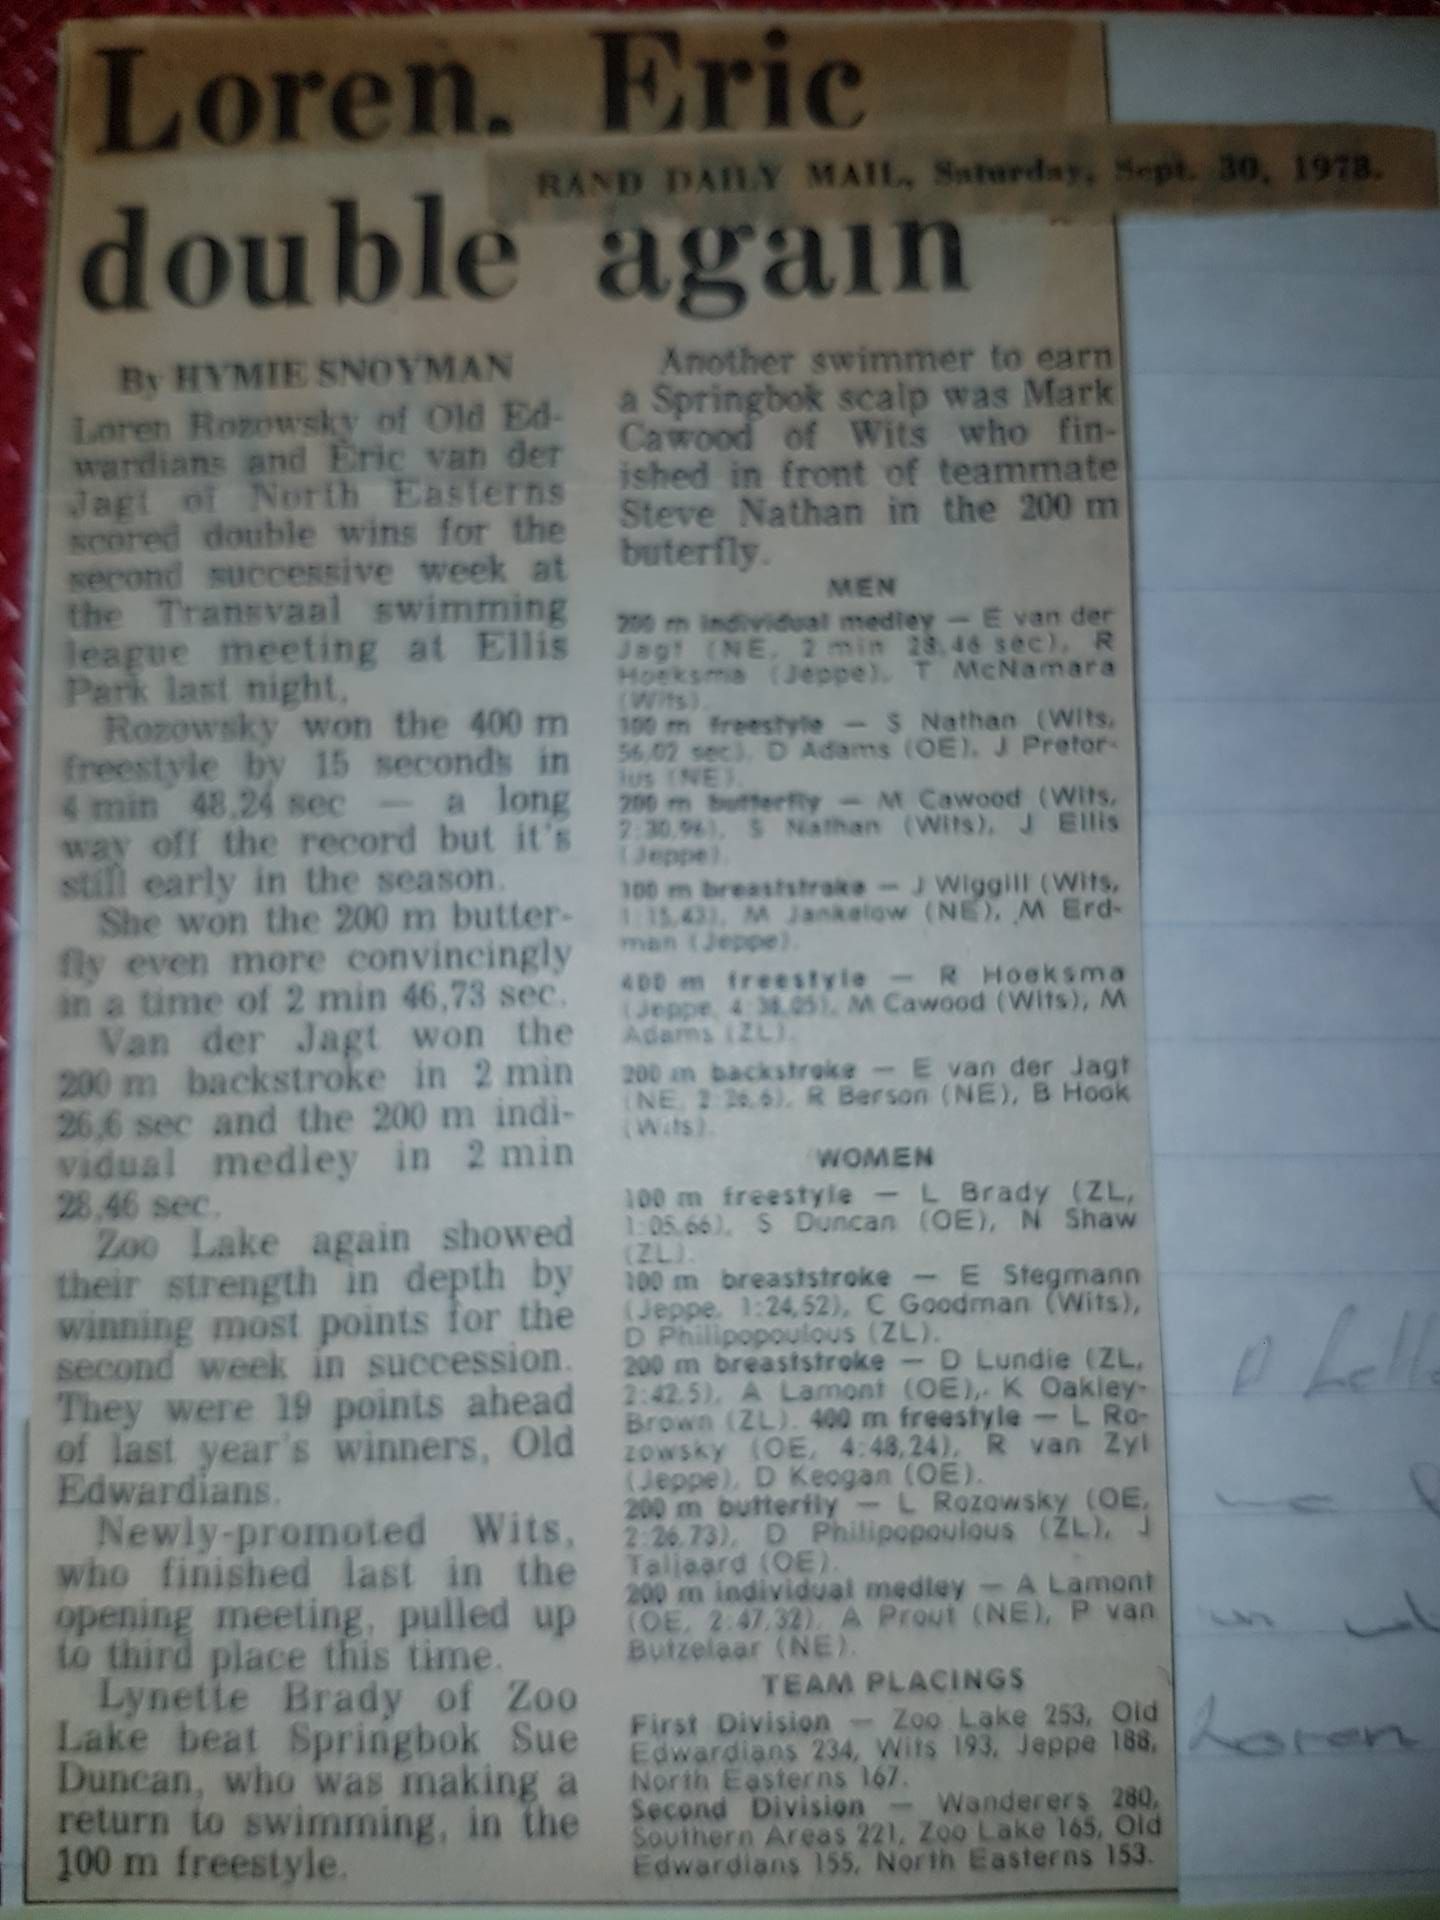 Loren, Eric
RAND DAILY MAIL, Saturday, Sept. 30, 1978.
double again
By HYMIE SNOYMAN
Loren Rozowsky of Old Ed-
wardians and Eric van der
Jagt of North Easterns
scored double wins for the
second successive week at
the Transvaal swimming
league meeting at Ellis
Park last night.
Rozowsky won the 400 m
freestyle by 15 seconds in
4 min 48,24 sec — a long
way off the record but it's
still early in the season.
She won the 200 m butter-
fly even more convincingly
in a time of 2 min 46,73 sec.
Van der Jagt won the
200 m backstroke in 2 min
26,6 sec and the 200 m indi-
vidual medley in 2 min
28,46 sec.
Zoo Lake again showed
their strength in depth by
winning most points for the
second week in succession.
They were 19 points ahead
of last year's winners, Old
Edwardians.
Newly-promoted Wits,
who finished last in the
opening meeting, pulled up
to third place this time.
Lynette Brady of Zoo
Lake beat Springbok Sue
Duncan, who was making a
return to swimming, in the
100 m freestyle.
Another swimmer to earn
a Springbok scalp was Mark
Cawood of Wits who fin-
ished in front of teammate
Steve Nathan in the 200 m
buterfly.
MEN
200 m individual medley — E van der
Jagt (NE, 2 min 28,46 sec), R
Hoeksma (Jeppe), T McNamara
(Wits).
100 m freestyle — S Nathan (Wits,
56,02 sec), D Adams (OE), J Pretor-
ius (NE).
200 m butterfly — M Cawood (Wits,
2:30,96), S Nathan (Wits), J Ellis
(Jeppe).
100 m breaststroke — J Wiggill (Wits,
1:15,43), M Jankelow (NE), M Erd-
man (Jeppe).
400 m freestyle — R Hoeksma
(Jeppe, 4:38,05), M Cawood (Wits), M
Adams (ZL).
200 m backstroke — E van der Jagt
(NE, 2:26,6), R Berson (NE), B Hook
(Wits).
WOMEN
100 m freestyle — L Brady (ZL,
1:05,66), S Duncan (OE), N Shaw
(ZL).
100 m breaststroke — E Stegmann
(Jeppe, 1:24,52), C Goodman (Wits),
D Philipopoulous (ZL).
200 m breaststroke — D Lundie (ZL,
2:42,5), A Lamont (OE), K Oakley-
Brown (ZL). 400 m freestyle — L Ro-
zowsky (OE, 4:48,24), R van Zyl
(Jeppe), D Keogan (OE).
200 m butterfly — L Rozowsky (OE,
2:26,73), D Philipopoulous (ZL), J
Taljaard (OE).
200 m individual medley — A Lamont
(OE, 2:47,32), A Prout (NE), P van
Butzelaar (NE).
TEAM PLACINGS
First Division — Zoo Lake 253, Old
Edwardians 234, Wits 193, Jeppe 188,
North Easterns 167.
Second Division — Wanderers 280,
Southern Areas 221, Zoo Lake 165, Old
Edwardians 155, North Easterns 153.
Loren